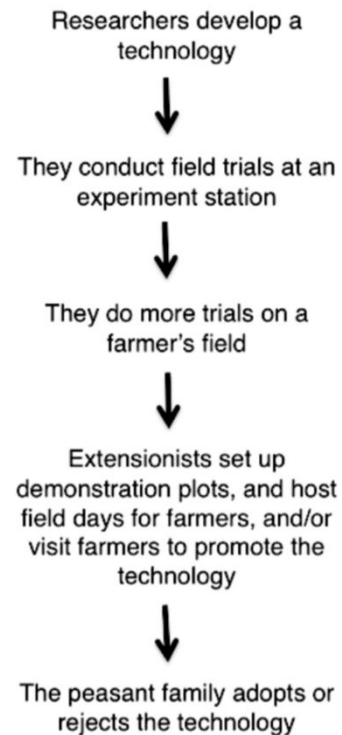 Researchers develop a
technology
They conduct field trials at an
experiment station
They do more trials on a
farmer's field
Extensionists set up
demonstration plots, and host
field days for farmers, and/or
visit farmers to promote the
technology
The peasant family adopts or
rejects the technology